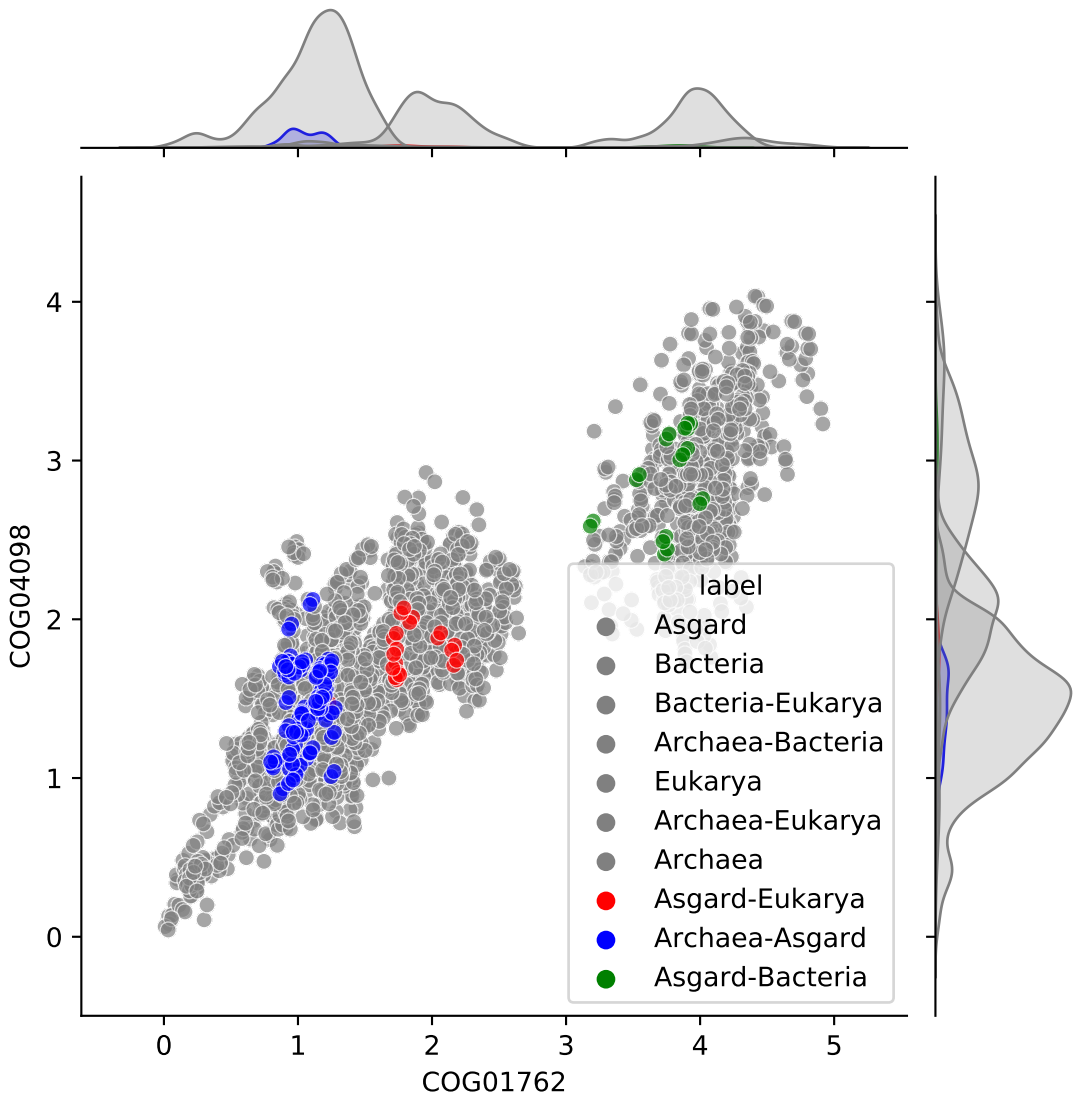 4
3
2
1
0
COG04098
label
Asgard
Bacteria
Bacteria-Eukarya
Archaea-Bacteria
Eukarya
Archaea-Eukarya
Archaea
Asgard-Eukarya
Archaea-Asgard
Asgard-Bacteria
0 1 2 3 4 5
COG01762